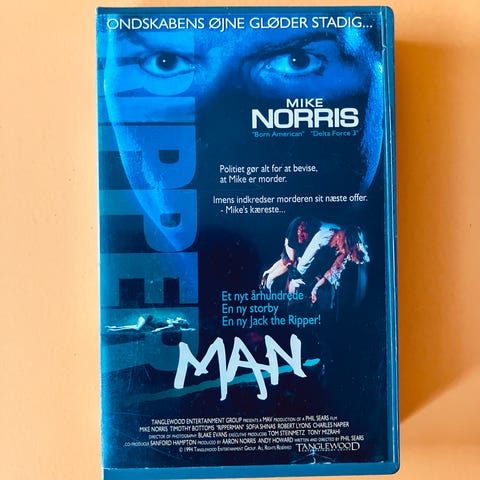 ONDSKABENS ØJNE GLØDER STADIG...
RIPPER
MIKE
NORRIS
"Born American" "Delta Force 3"
Politiet gør alt for at bevise,
at Mike er morder.
Imens indkredser morderen sit næste offer.
- Mike's kæreste...
Et nyt århundrede
En ny storby
En ny Jack the Ripper!
MAN
TANGLEWOOD ENTERTAINMENT GROUP PRESENTS A MAV PRODUCTION OF A PHIL SEARS FILM
MIKE NORRIS TIMOTHY BOTTOMS "RIPPERMAN" SOFIA SHINAS ROBERT LYONS CHARLES NAPIER
DIRECTOR OF PHOTOGRAPHY BLAKE EVANS EXECUTIVE PRODUCERS TOM STEINMETZ TONY MIZRAHI
CO-PRODUCER SANFORD HAMPTON PRODUCED BY AARON NORRIS ANDY HOWARD WRITTEN AND DIRECTED BY PHIL SEARS
© 1994 TANGLEWOOD ENTERTAINMENT GROUP. ALL RIGHTS RESERVED
TANGLEWOOD